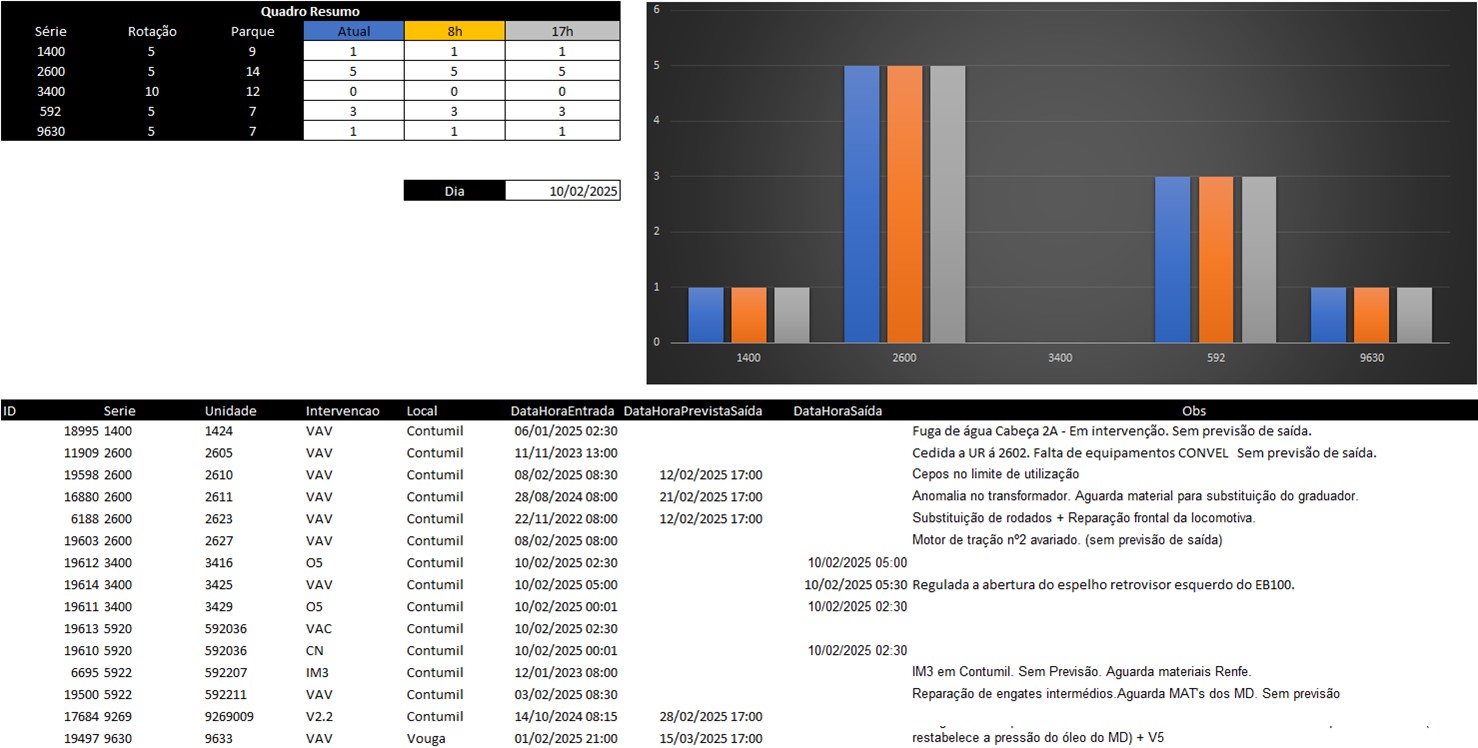 Quadro Resumo
Série Rotação Parque Atual 8h 17h
1400 5 9 1 1 1
2600 5 14 5 5 5
3400 10 12 0 0 0
592 5 7 3 3 3
9630 5 7 1 1 1
Dia 10/02/2025
6
5
4
3
2
1
0
1400 2600 3400 592 9630
ID Serie Unidade Intervencao Local DataHoraEntrada DataHoraPrevistaSaída DataHoraSaída Obs
18995 1400 1424 VAV Contumil 06/01/2025 02:30 Fuga de água Cabeça 2A - Em intervenção. Sem previsão de saída.
11909 2600 2605 VAV Contumil 11/11/2023 13:00 Cedida a UR á 2602. Falta de equipamentos CONVEL Sem previsão de saída.
19598 2600 2610 VAV Contumil 08/02/2025 08:30 12/02/2025 17:00 Cepos no limite de utilização
16880 2600 2611 VAV Contumil 28/08/2024 08:00 21/02/2025 17:00 Anomalia no transformador. Aguarda material para substituição do graduador.
6188 2600 2623 VAV Contumil 22/11/2022 08:00 12/02/2025 17:00 Substituição de rodados + Reparação frontal da locomotiva.
19603 2600 2627 VAV Contumil 08/02/2025 08:00 Motor de tração nº2 avariado. (sem previsão de saída)
19612 3400 3416 O5 Contumil 10/02/2025 02:30 10/02/2025 05:00
19614 3400 3425 VAV Contumil 10/02/2025 05:00 10/02/2025 05:30 Regulada a abertura do espelho retrovisor esquerdo do EB100.
19611 3400 3429 O5 Contumil 10/02/2025 00:01 10/02/2025 02:30
19613 5920 592036 VAC Contumil 10/02/2025 02:30
19610 5920 592036 CN Contumil 10/02/2025 00:01 10/02/2025 02:30
6695 5922 592207 IM3 Contumil 12/01/2023 08:00 IM3 em Contumil. Sem Previsão. Aguarda materiais Renfe.
19500 5922 592211 VAV Contumil 03/02/2025 08:30 Reparação de engates intermédios.Aguarda MAT's dos MD. Sem previsão
17684 9269 9269009 V2.2 Contumil 14/10/2024 08:15 28/02/2025 17:00
19497 9630 9633 VAV Vouga 01/02/2025 21:00 15/03/2025 17:00 restabelece a pressão do óleo do MD) + V5